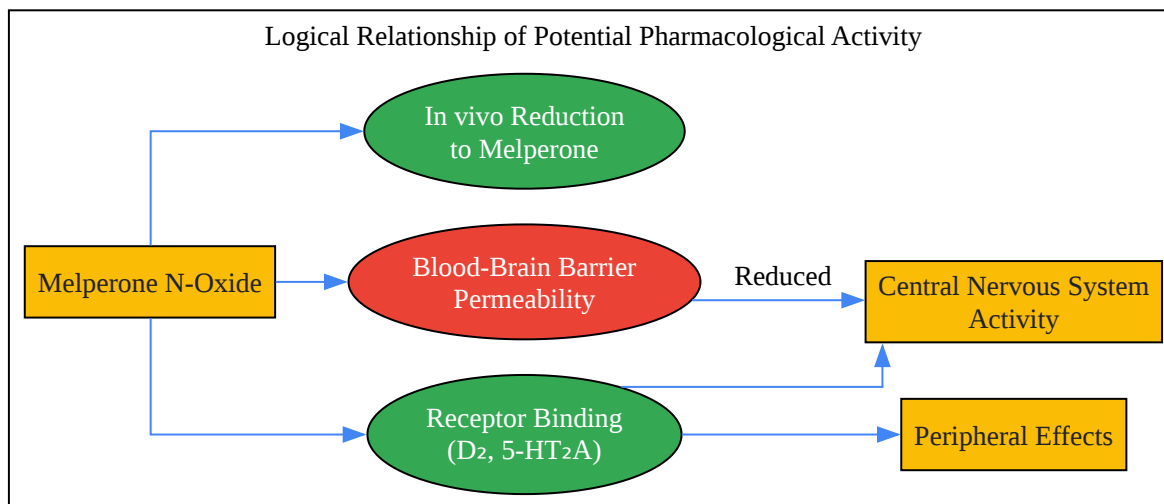 Logical Relationship of Potential Pharmacological Activity
In vivo Reduction
to Melperone
Melperone N-Oxide
Blood-Brain Barrier
Permeability
Reduced
Central Nervous System
Activity
Receptor Binding
(D₂, 5-HT₂A)
Peripheral Effects